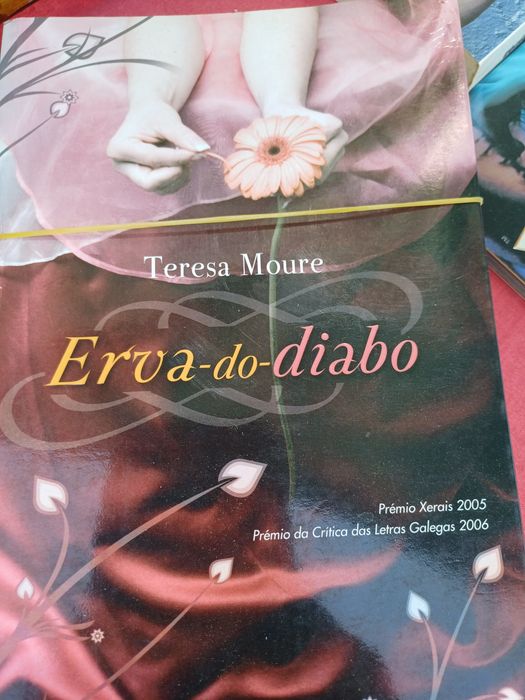 Teresa Moure
Erva-do-diabo
Prémio Xerais 2005
Prémio da Crítica das Letras Galegas 2006